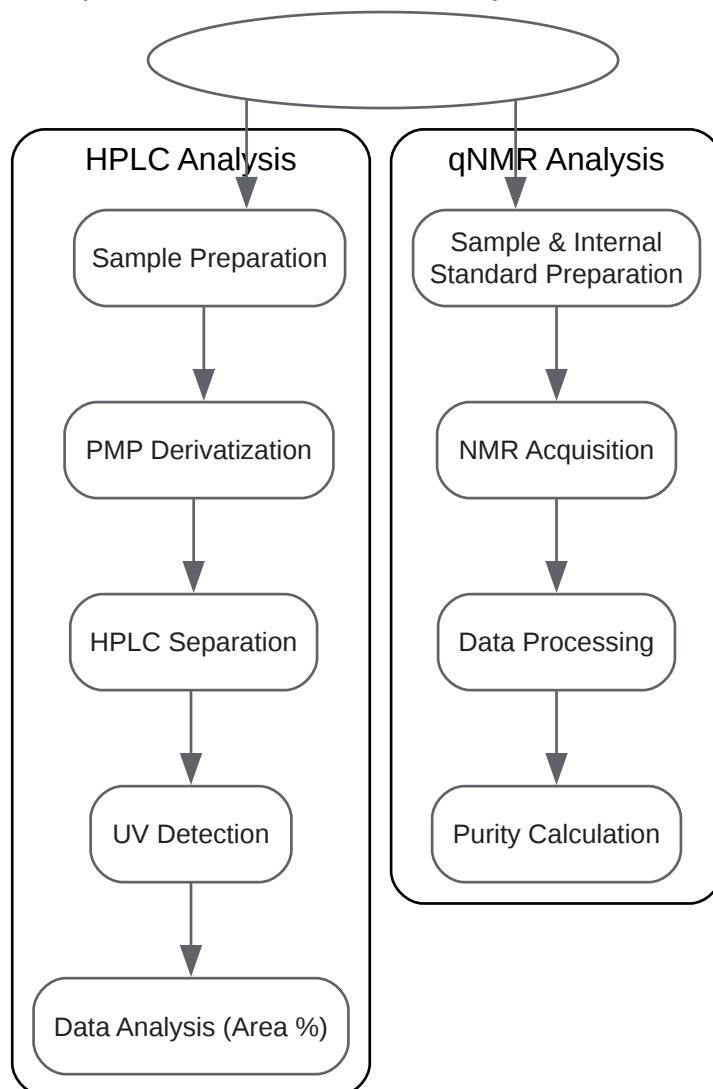 HPLC Analysis
Sample Preparation
PMP Derivatization
HPLC Separation
UV Detection
Data Analysis (Area %)
qNMR Analysis
Sample & Internal
Standard Preparation
NMR Acquisition
Data Processing
Purity Calculation